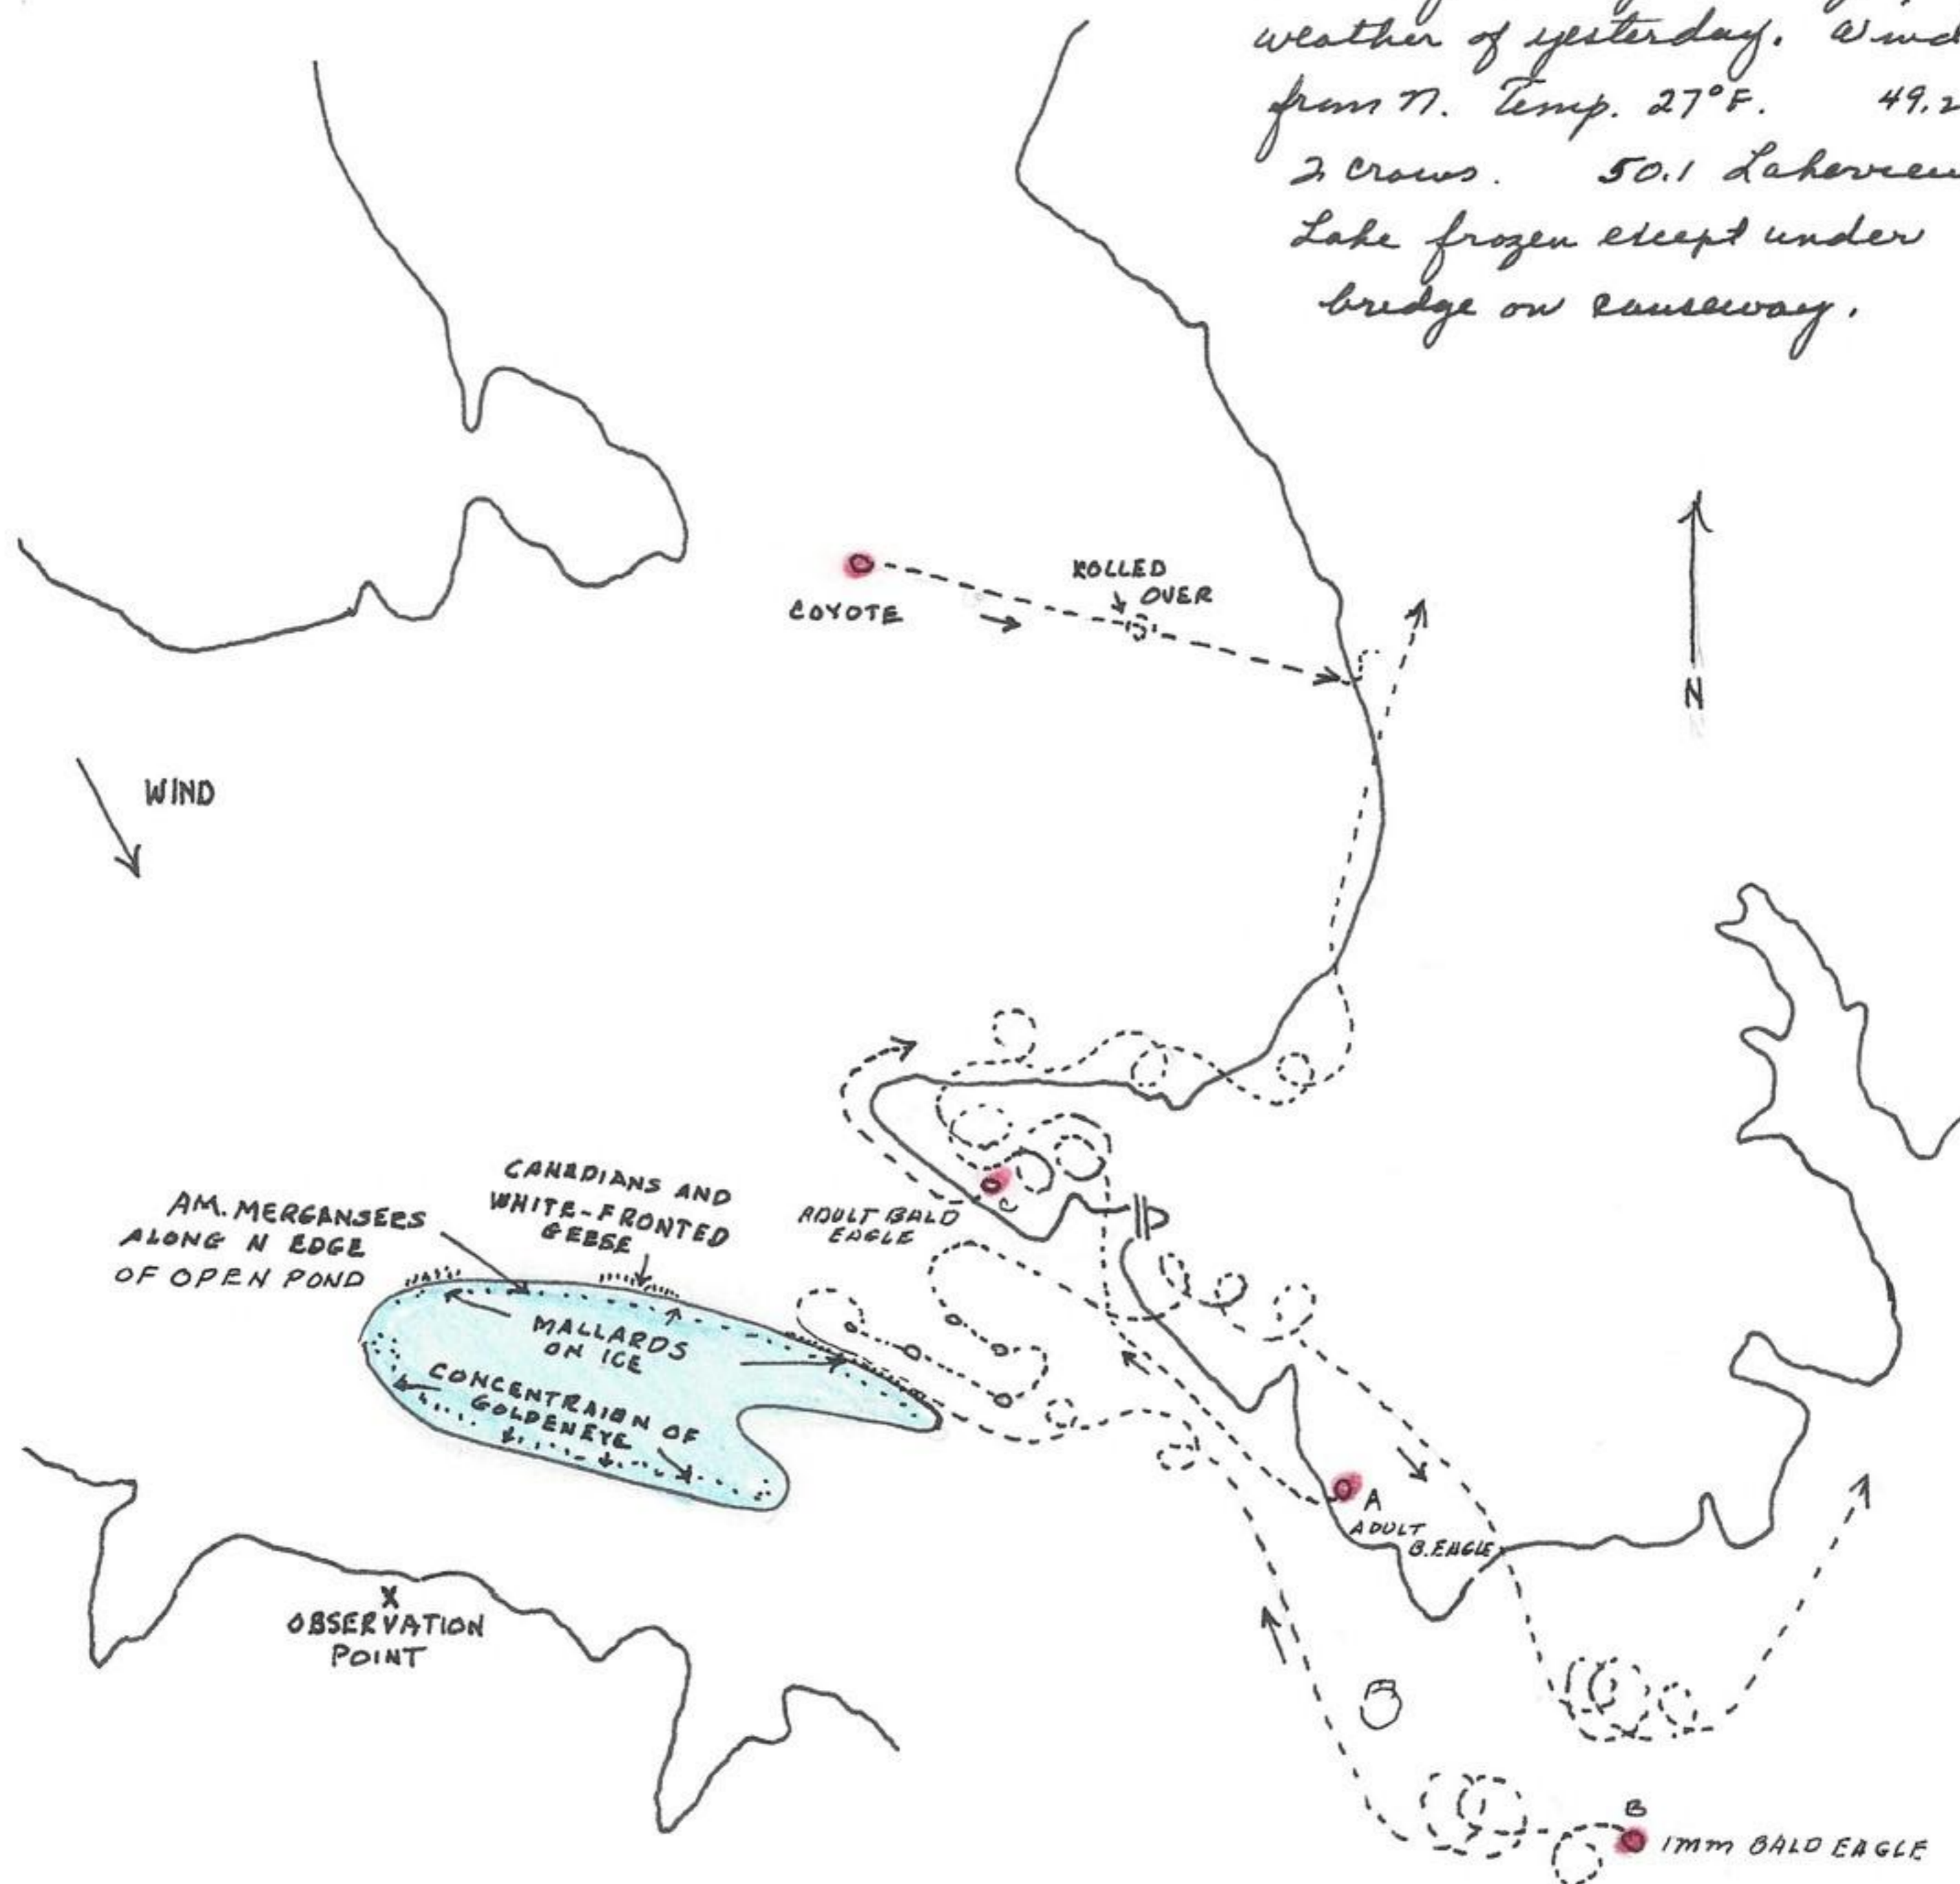 weather of yesterday. Wind
from N. Temp. 27°F. 49.2
2 crows. 50.1 Lakeview
Lake frozen except under
bridge on causeway.
ROLLED
OVER
COYOTE
N
WIND
CANADIANS AND
WHITE-FRONTED
GEESE
AM. MERGANSERS
ALONG N EDGE
OF OPEN POND
C
ADULT BALD
EAGLE
MALLARDS
ON ICE
CONCENTRAION OF
GOLDENEYE
A
ADULT
B. EAGLE
X
OBSERVATION
POINT
B
IMM BALD EAGLE